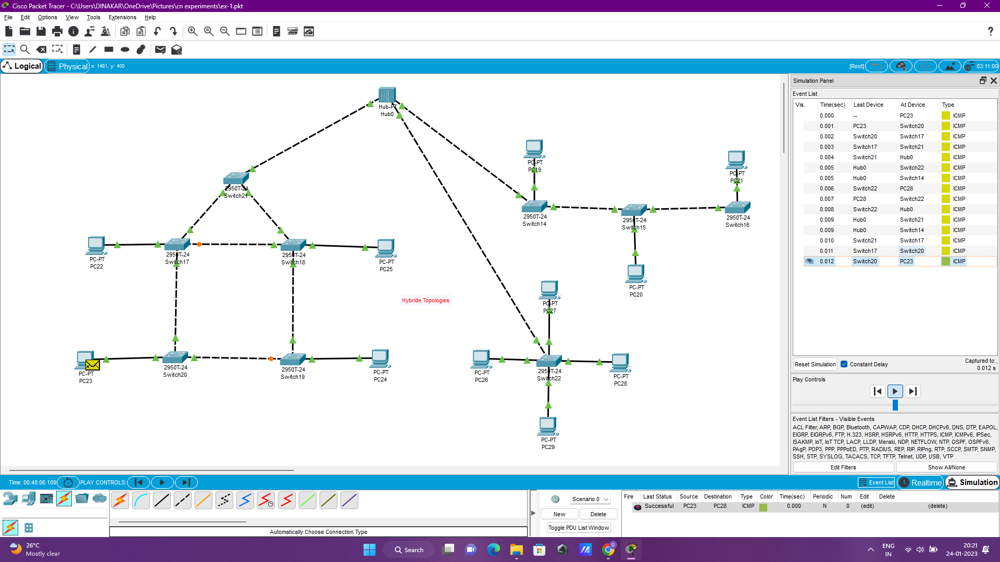 Cisco Packet Tracer - C:\Users\DINAKAR\OneDrive\Pictures\cn experiments\ex-1.pkt
File Edit Options View Tools Extensions Help
Logical Physical x: 1481, y: 400 [Root] 03:11:00
Hub-PT
Hub0
PC-PT
PC19
PC-PT
PC21
2950T-24
Switch21
2950T-24
Switch14
2950T-24
Switch15
2950T-24
Switch16
PC-PT
PC22
2950T-24
Switch17
2950T-24
Switch18
PC-PT
PC25
PC-PT
PC20
Hybride Topologies
PC-PT
PC27
PC-PT
PC23
2950T-24
Switch20
2950T-24
Switch19
PC-PT
PC24
PC-PT
PC26
2950T-24
Switch22
PC-PT
PC28
PC-PT
PC29
Simulation Panel
Event List
Vis. Time(sec) Last Device At Device Type
0.000 -- PC23 ICMP
0.001 PC23 Switch20 ICMP
0.002 Switch20 Switch17 ICMP
0.003 Switch17 Switch21 ICMP
0.004 Switch21 Hub0 ICMP
0.005 Hub0 Switch22 ICMP
0.005 Hub0 Switch14 ICMP
0.006 Switch22 PC28 ICMP
0.007 PC28 Switch22 ICMP
0.008 Switch22 Hub0 ICMP
0.009 Hub0 Switch21 ICMP
0.009 Hub0 Switch14 ICMP
0.010 Switch21 Switch17 ICMP
0.011 Switch17 Switch20 ICMP
0.012 Switch20 PC23 ICMP
Reset Simulation Constant Delay Captured to:
0.012 s
Play Controls
Event List Filters - Visible Events
ACL Filter, ARP, BGP, Bluetooth, CAPWAP, CDP, DHCP, DHCPv6, DNS, DTP, EAPOL,
EIGRP, EIGRPv6, FTP, H.323, HSRP, HSRPv6, HTTP, HTTPS, ICMP, ICMPv6, IPSec,
ISAKMP, IoT, IoT TCP, LACP, LLDP, Meraki, NDP, NETFLOW, NTP, OSPF, OSPFv6,
PAgP, POP3, PPP, PPPoED, PTP, RADIUS, REP, RIP, RIPng, RTP, SCCP, SMTP, SNMP,
SSH, STP, SYSLOG, TACACS, TCP, TFTP, Telnet, UDP, USB, VTP
Edit Filters Show All/None
Time: 00:40:06.109 PLAY CONTROLS: Event List Realtime Simulation
Automatically Choose Connection Type
Scenario 0
New Delete
Toggle PDU List Window
Fire Last Status Source Destination Type Color Time(sec) Periodic Num Edit Delete
Successful PC23 PC28 ICMP 0.000 N 0 (edit) (delete)
26°C
Mostly clear
Search
G
ENG
IN
20:21
24-01-2023